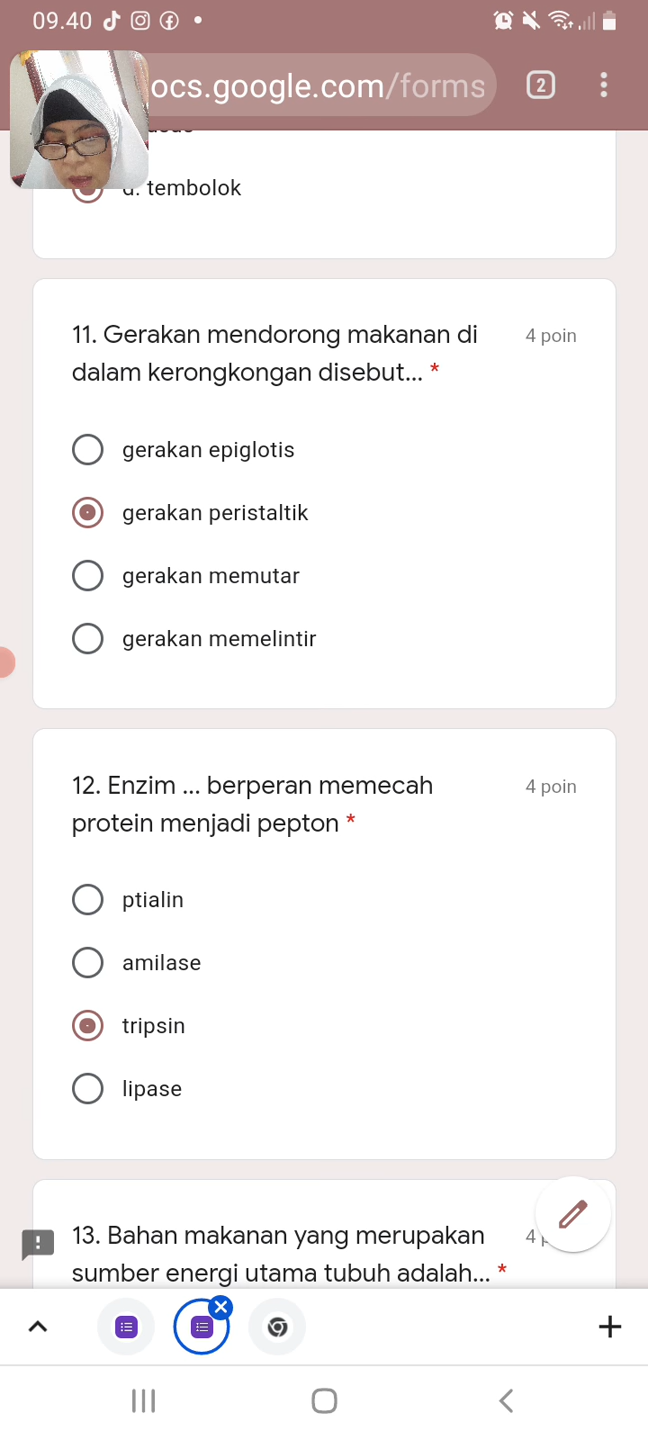 09.40
ocs.google.com/forms
2
d. tembolok
11. Gerakan mendorong makanan di
dalam kerongkongan disebut... *
4 poin
gerakan epiglotis
gerakan peristaltik
gerakan memutar
gerakan memelintir
12. Enzim ... berperan memecah
protein menjadi pepton *
4 poin
ptialin
amilase
tripsin
lipase
13. Bahan makanan yang merupakan
sumber energi utama tubuh adalah... *
4